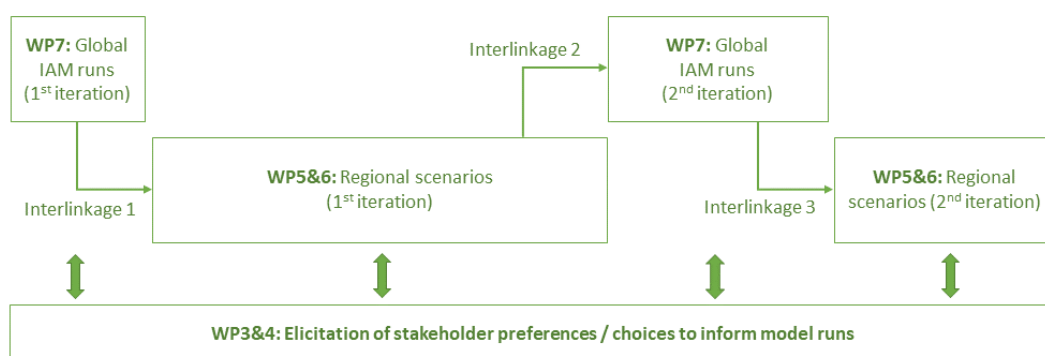 WP7: Global
IAM runs
(1st iteration)
Interlinkage 1
WP5&6: Regional scenarios
(1st iteration)
Interlinkage 2
WP7: Global
IAM runs
(2nd iteration)
Interlinkage 3
WP5&6: Regional
scenarios (2nd iteration)
WP3&4: Elicitation of stakeholder preferences / choices to inform model runs